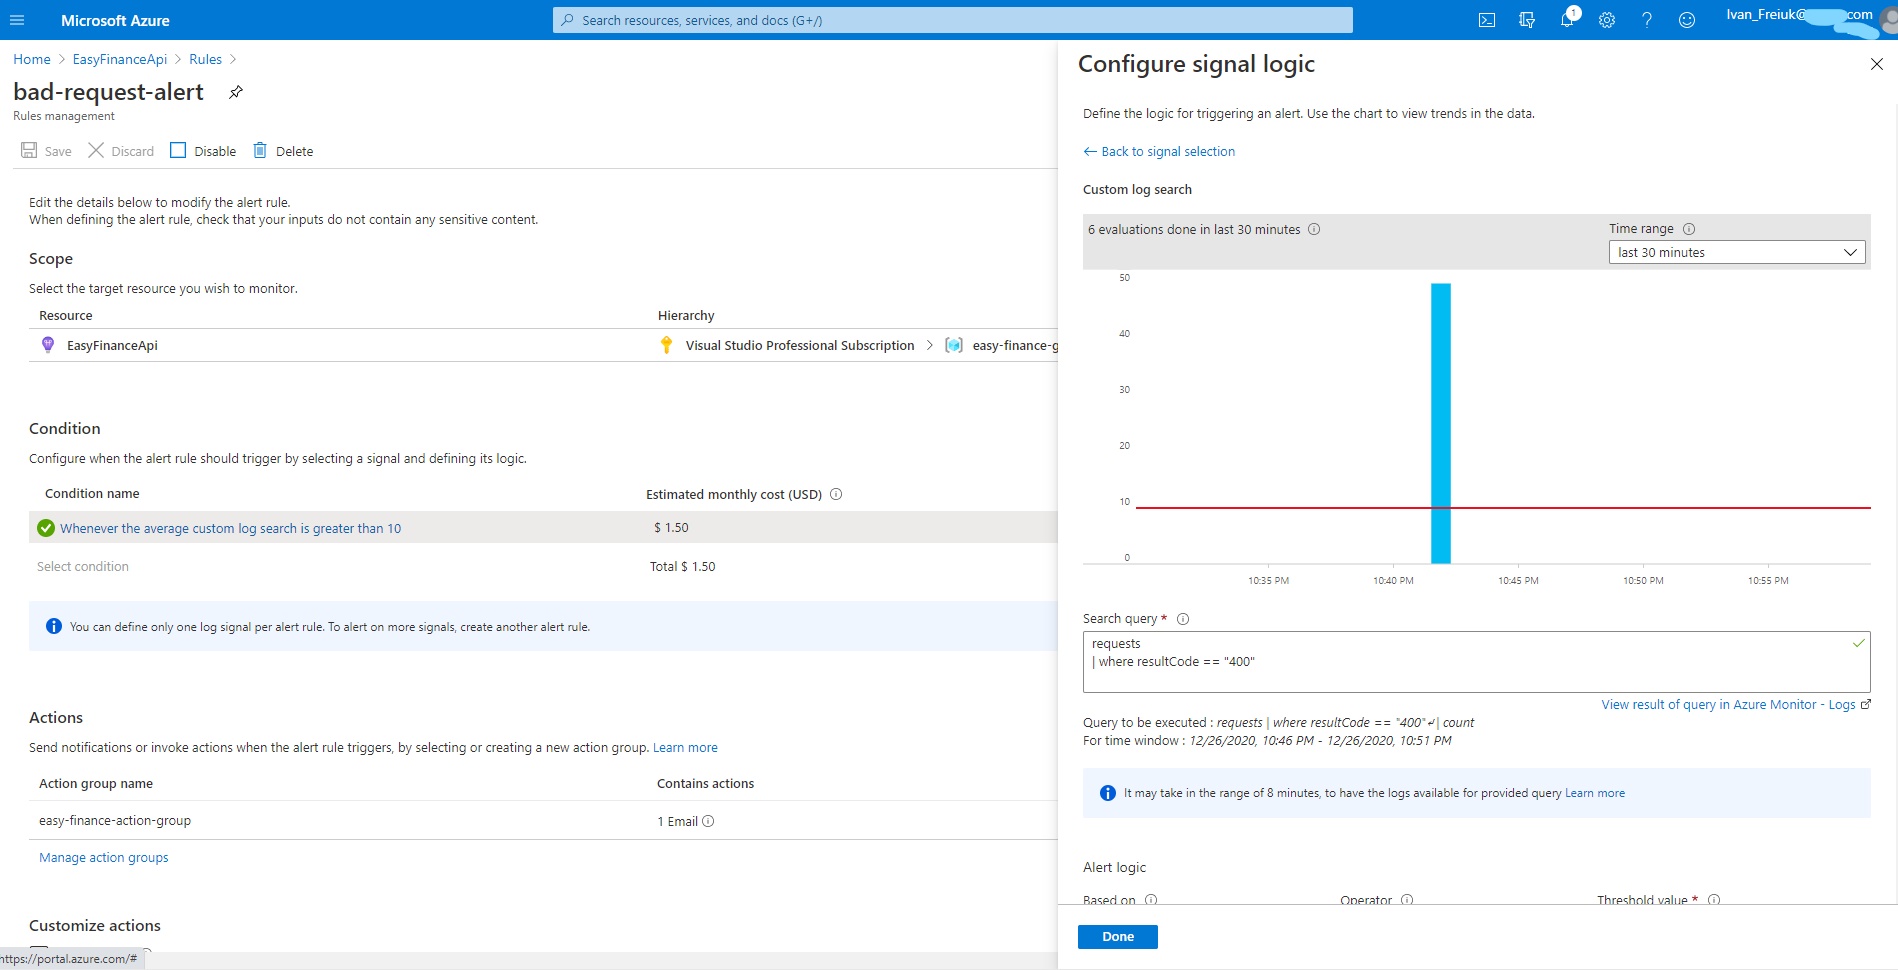 Microsoft Azure
Search resources, services, and docs (G+/)
1
Ivan_Freiuk@
.com
Home > EasyFinanceApi > Rules >
bad-request-alert
Rules management
Save Discard Disable Delete
Edit the details below to modify the alert rule.
When defining the alert rule, check that your inputs do not contain any sensitive content.
Scope
Select the target resource you wish to monitor.
Resource Hierarchy
EasyFinanceApi Visual Studio Professional Subscription > easy-finance-g
Condition
Configure when the alert rule should trigger by selecting a signal and defining its logic.
Condition name Estimated monthly cost (USD)
Whenever the average custom log search is greater than 10 $ 1.50
Select condition Total $ 1.50
You can define only one log signal per alert rule. To alert on more signals, create another alert rule.
Actions
Send notifications or invoke actions when the alert rule triggers, by selecting or creating a new action group. Learn more
Action group name Contains actions
easy-finance-action-group 1 Email
Manage action groups
Customize actions
https://portal.azure.com/#
Configure signal logic
Define the logic for triggering an alert. Use the chart to view trends in the data.
← Back to signal selection
Custom log search
6 evaluations done in last 30 minutes
Time range
last 30 minutes
50
40
30
20
10
0
10:35 PM 10:40 PM 10:45 PM 10:50 PM 10:55 PM
Search query *
requests
| where resultCode == "400"
View result of query in Azure Monitor - Logs
Query to be executed : requests | where resultCode == "400"↲| count
For time window : 12/26/2020, 10:46 PM - 12/26/2020, 10:51 PM
It may take in the range of 8 minutes, to have the logs available for provided query Learn more
Alert logic
Based on Operator Threshold value *
Done